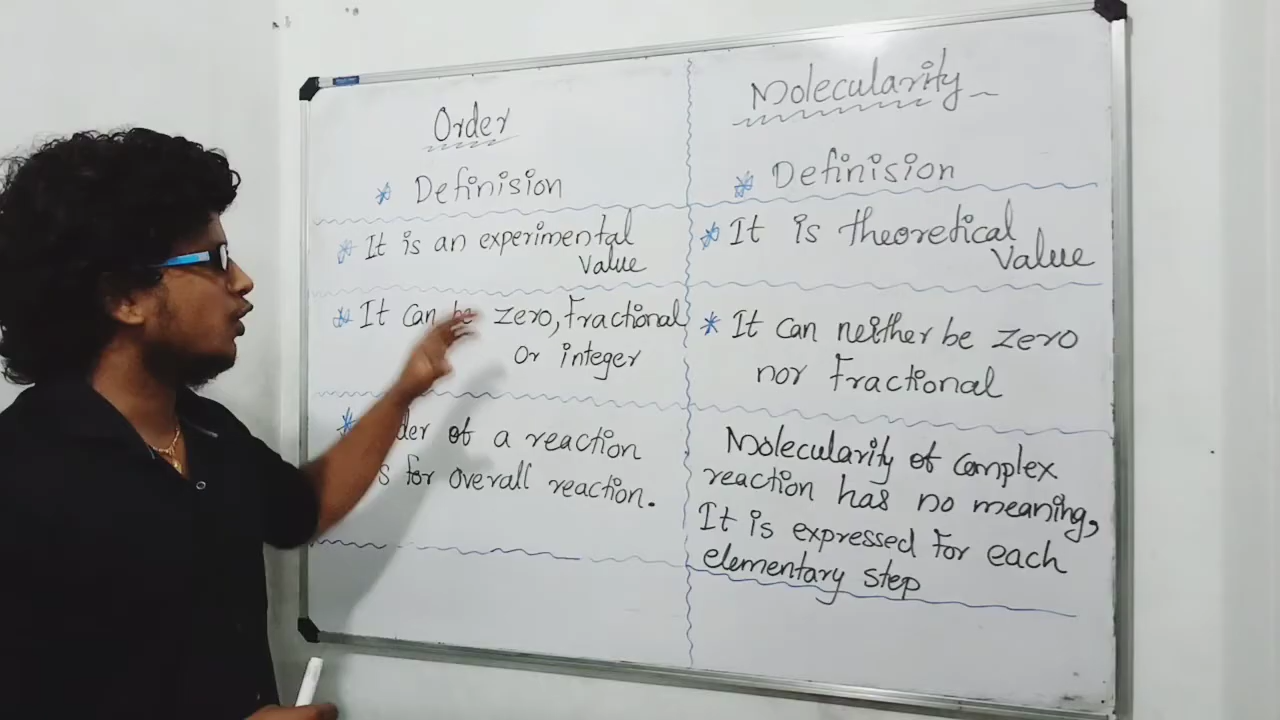 Order
* Definision
* It is an experimental
value
* It can be zero, fractional
or integer
* of a reaction
for overall reaction.
Molecularity
* Definision
* It is theoretical
value
* It can neither be zero
nor fractional
Molecularity of complex
reaction has no meaning,
It is expressed for each
elementary step